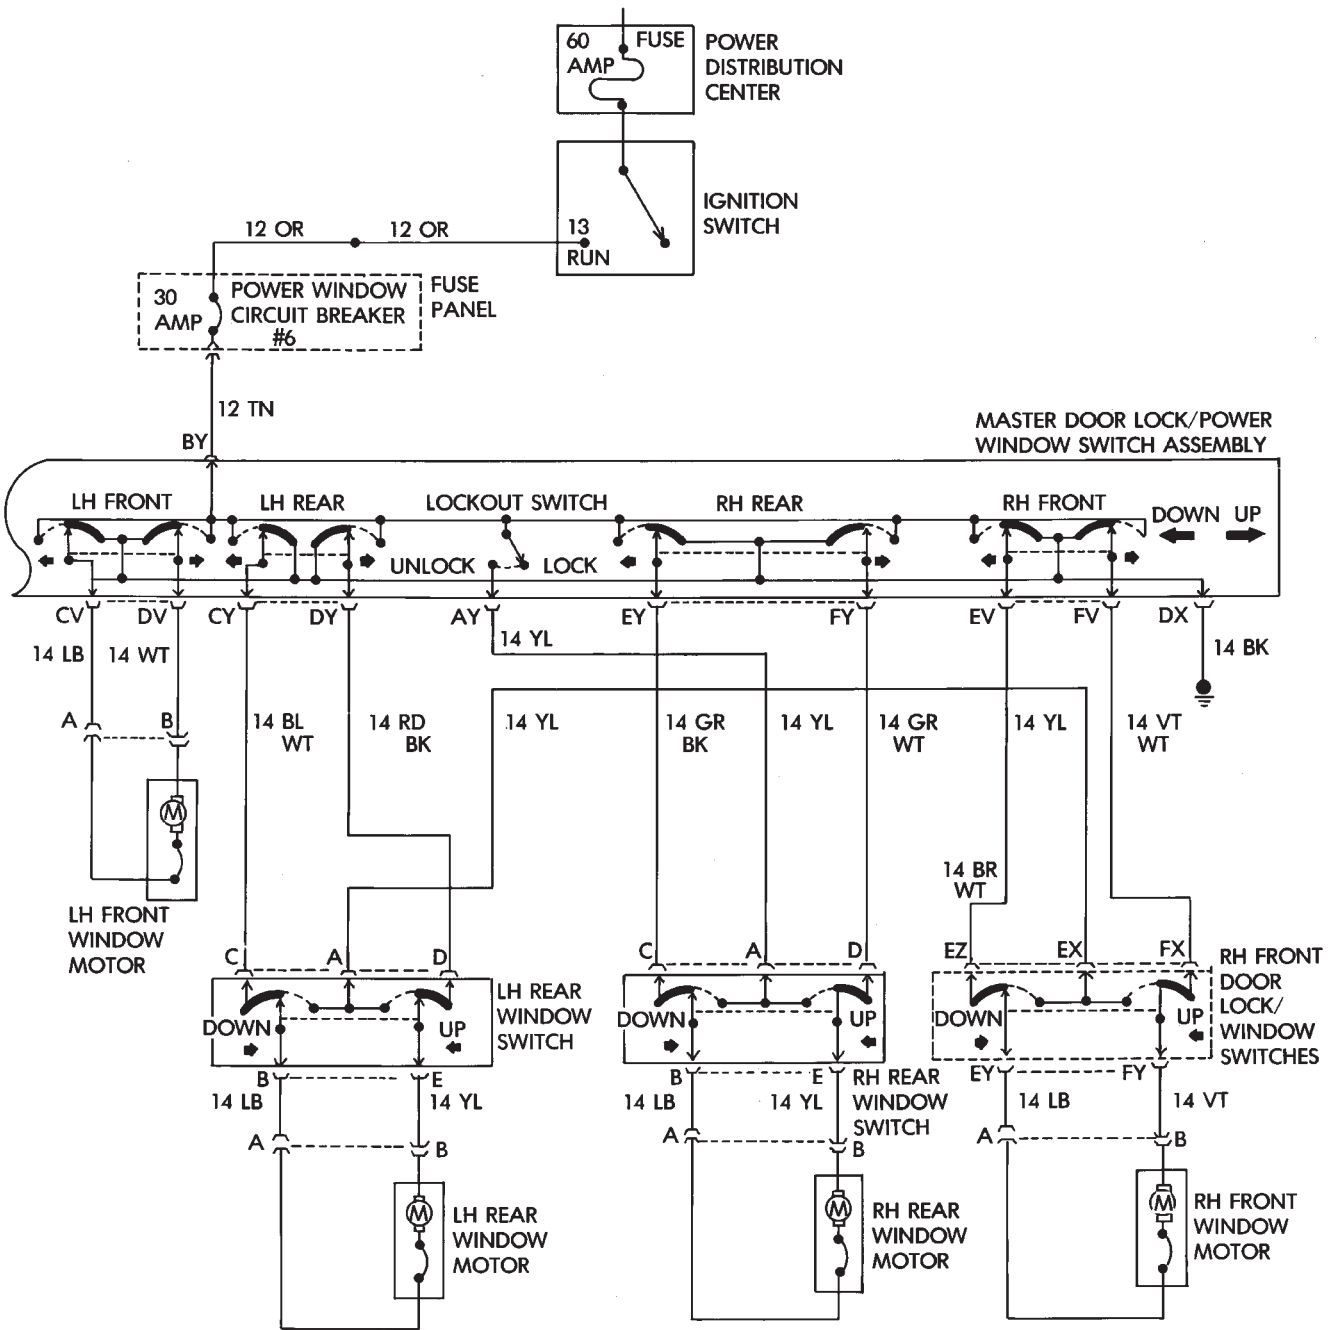 60 FUSE
AMP
POWER
DISTRIBUTION
CENTER
IGNITION
SWITCH
13
RUN
12 OR
12 OR
30
AMP
POWER WINDOW
CIRCUIT BREAKER
#6
FUSE
PANEL
12 TN
BY
MASTER DOOR LOCK/POWER
WINDOW SWITCH ASSEMBLY
LH FRONT
LH REAR
LOCKOUT SWITCH
RH REAR
RH FRONT
DOWN UP
UNLOCK
LOCK
CV
DV
CY
DY
AY
EY
FY
EV
FV
DX
14 LB
14 WT
14 YL
14 BK
A
B
14 BL
WT
14 RD
BK
14 YL
14 GR
BK
14 YL
14 GR
WT
14 YL
14 VT
WT
M
14 BR
WT
LH FRONT
WINDOW
MOTOR
C
A
D
C
A
D
EZ
EX
FX
RH FRONT
DOOR
LOCK/
WINDOW
SWITCHES
DOWN
UP
LH REAR
WINDOW
SWITCH
DOWN
UP
DOWN
UP
B
E
B
E
RH REAR
WINDOW
SWITCH
EY
FY
14 LB
14 YL
14 LB
14 YL
14 LB
14 VT
A
B
A
B
A
B
M
LH REAR
WINDOW
MOTOR
M
RH REAR
WINDOW
MOTOR
M
RH FRONT
WINDOW
MOTOR